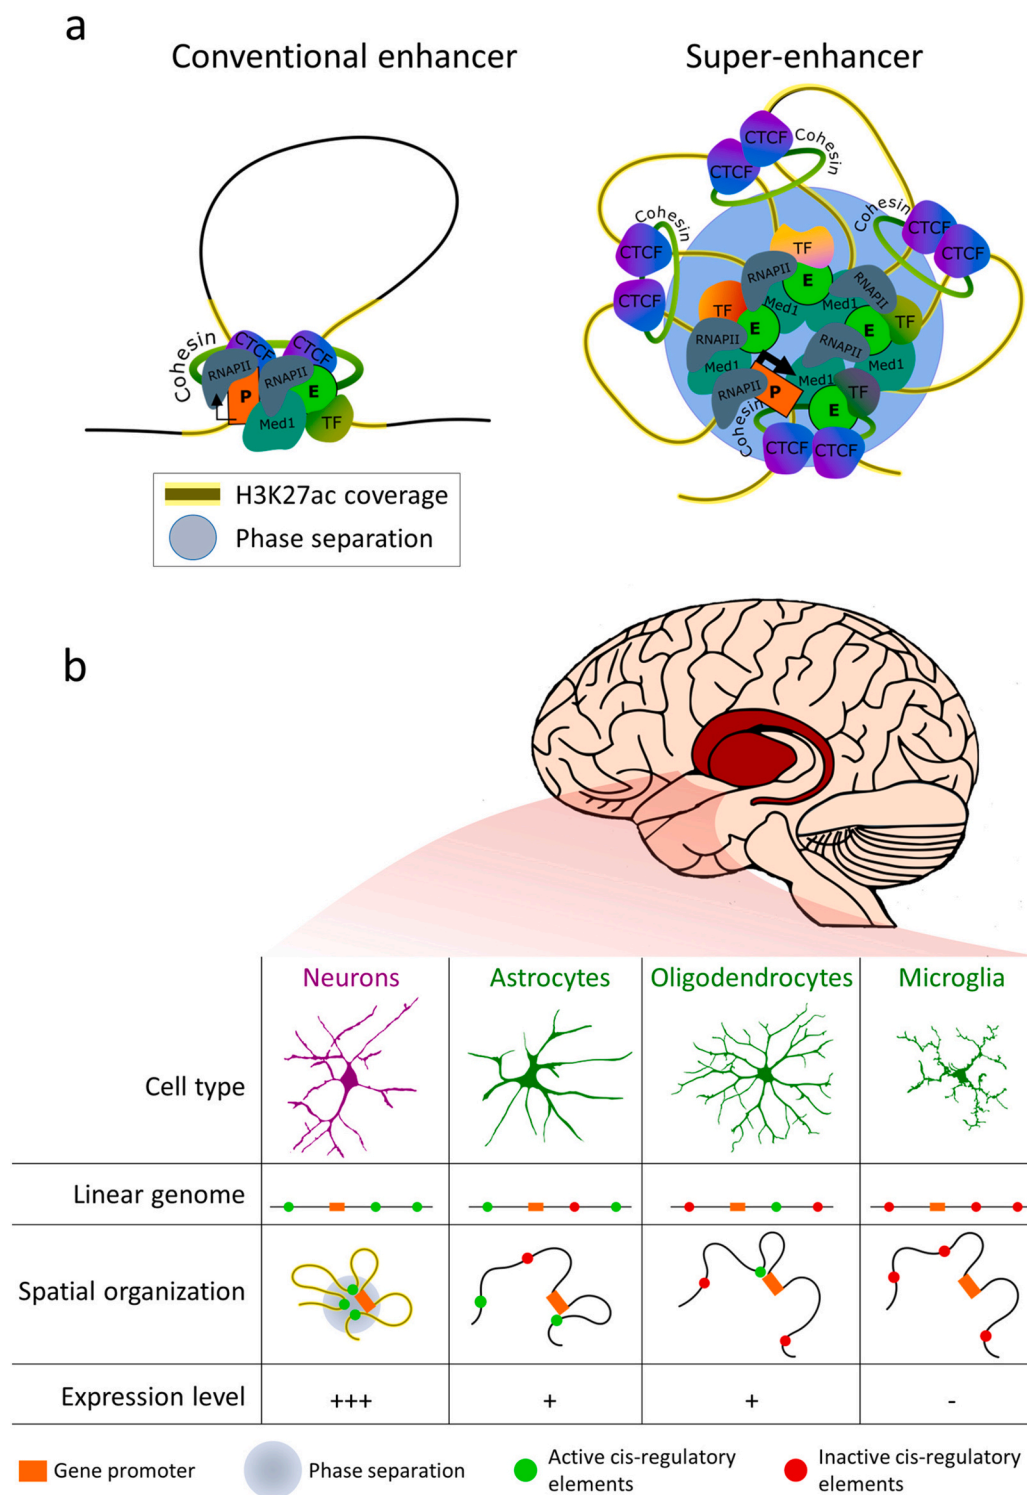 a
Conventional enhancer
Super-enhancer
Cohesin
CTCF
CTCF
RNAPII
RNAPII
P
E
Med1
TF
H3K27ac coverage
Phase separation
CTCF
CTCF
Cohesin
Cohesin
CTCF
CTCF
Cohesin
CTCF
CTCF
TF
RNAPII
E
Med1
Med1
RNAPII
TF
E
E
TF
RNAPII
Med1
RNAPII
Med1
Med1
TF
RNAPII
P
E
Cohesin
CTCF
CTCF
b
Neurons
Astrocytes
Oligodendrocytes
Microglia
Cell type
Linear genome
Spatial organization
Expression level
+++
+
+
-
Gene promoter
Phase separation
Active cis-regulatory
elements
Inactive cis-regulatory
elements